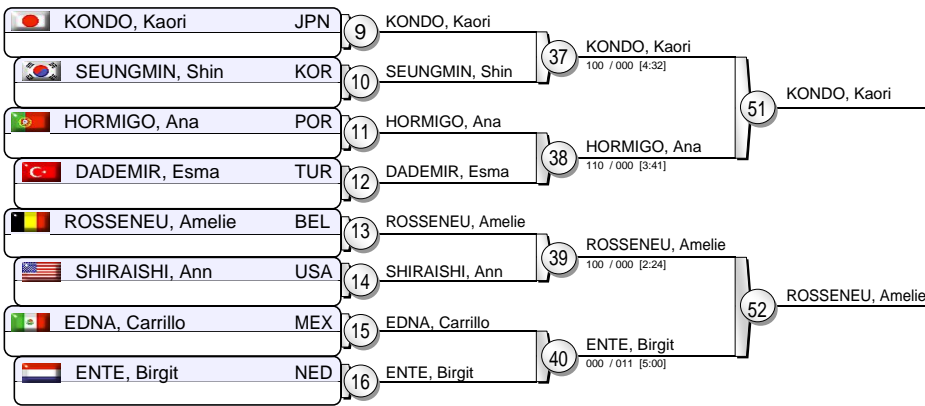 KONDO, Kaori JPN
9
KONDO, Kaori
SEUNGMIN, Shin KOR
10
SEUNGMIN, Shin
37
KONDO, Kaori
100 / 000 [4:32]
HORMIGO, Ana POR
11
HORMIGO, Ana
DADEMIR, Esma TUR
12
DADEMIR, Esma
38
HORMIGO, Ana
110 / 000 [3:41]
51
KONDO, Kaori
ROSSENEU, Amelie BEL
13
ROSSENEU, Amelie
SHIRAISHI, Ann USA
14
SHIRAISHI, Ann
39
ROSSENEU, Amelie
100 / 000 [2:24]
EDNA, Carrillo MEX
15
EDNA, Carrillo
ENTE, Birgit NED
16
ENTE, Birgit
40
ENTE, Birgit
000 / 011 [5:00]
52
ROSSENEU, Amelie